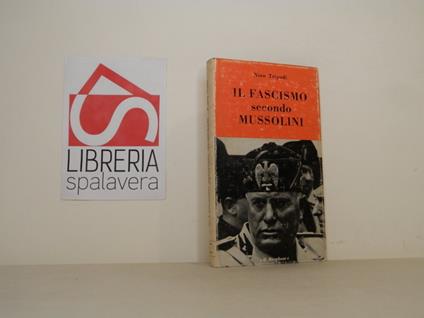 LIBRERIA
spalavera
Nino Tripodi
IL FASCISMO
secondo
MUSSOLINI